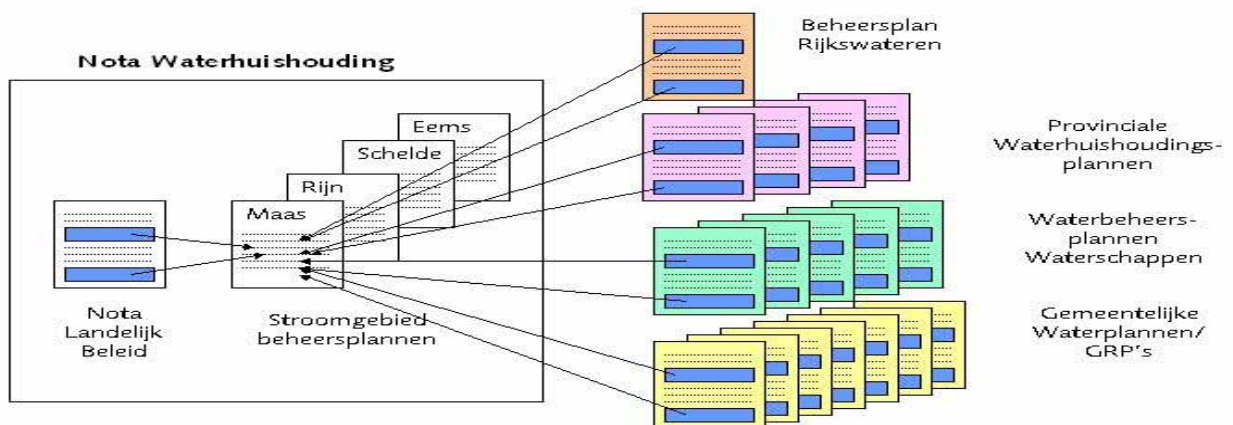 Nota Waterhuishouding
Eems
Schelde
Rijn
Maas
Nota
Landelijk
Beleid
Stroomgebied
beheersplannen
Beheersplan
Rijkswateren
Provinciale
Waterhuishoudings-
plannen
Waterbeheers-
plannen
Waterschappen
Gemeentelijke
Waterplannen/
GRP's